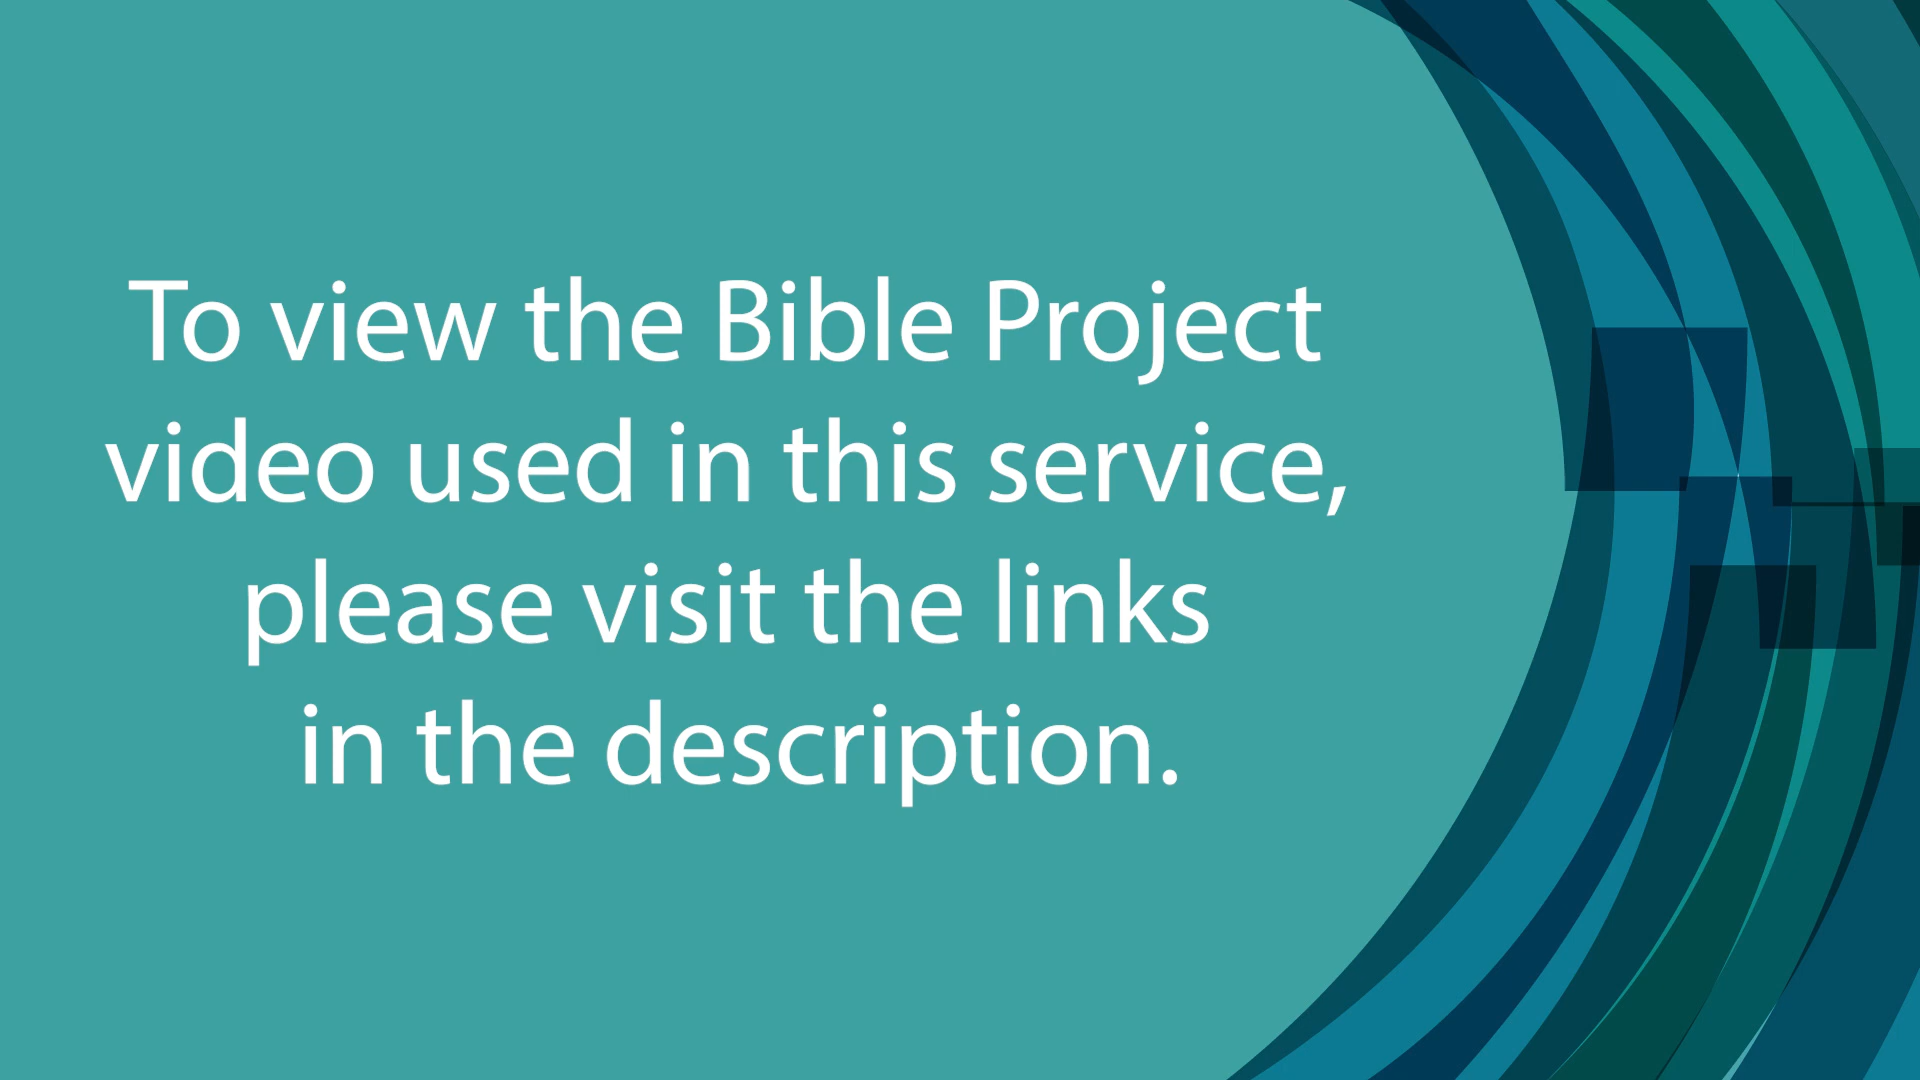 To view the Bible Project
video used in this service,
please visit the links
in the description.